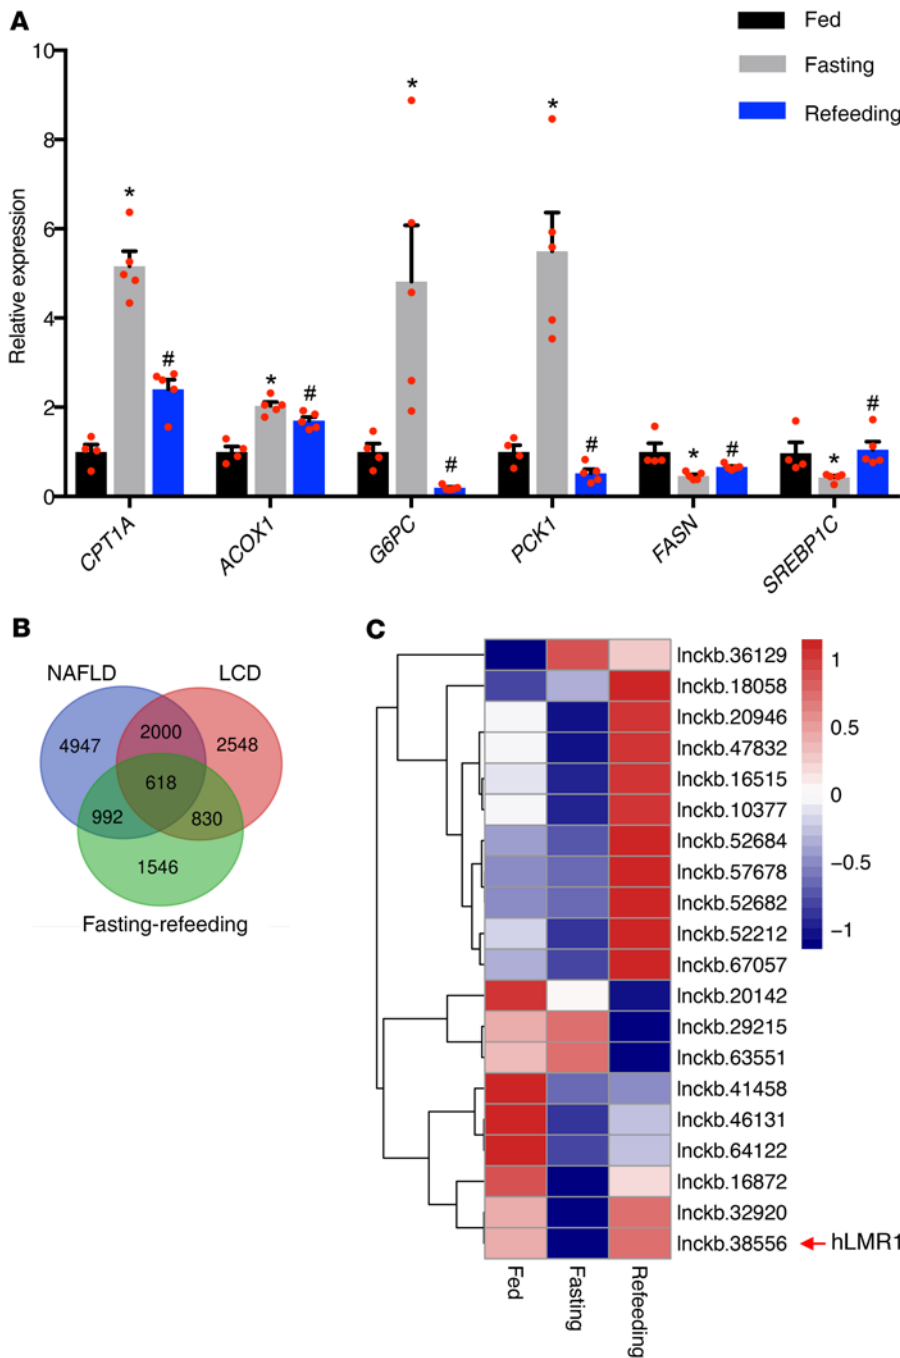 A
Fed
Fasting
Refeeding
Relative expression
10
8
6
4
2
0
*
#
*
#
*
#
*
#
*
#
*
#
CPT1A
ACOX1
G6PC
PCK1
FASN
SREBP1C
B
NAFLD
LCD
4947
2000
2548
618
992
830
1546
Fasting-refeeding
C
lnckb.36129
lnckb.18058
lnckb.20946
lnckb.47832
lnckb.16515
lnckb.10377
lnckb.52684
lnckb.57678
lnckb.52682
lnckb.52212
lnckb.67057
lnckb.20142
lnckb.29215
lnckb.63551
lnckb.41458
lnckb.46131
lnckb.64122
lnckb.16872
lnckb.32920
lnckb.38556
hLMR1
1
0.5
0
−0.5
−1
Fed
Fasting
Refeeding